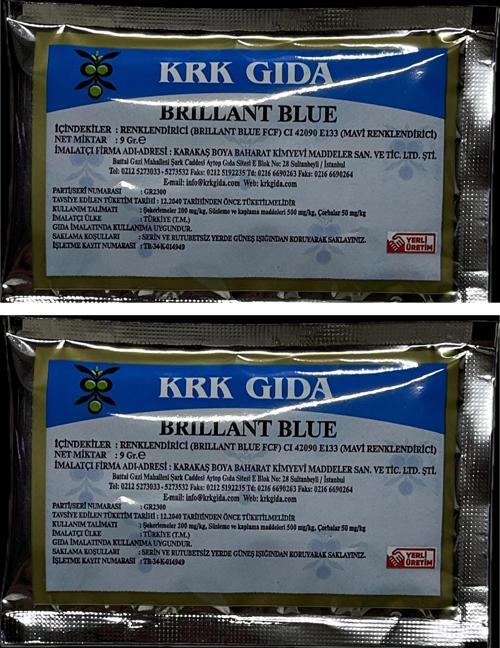 KRK GIDA
BRILLANT BLUE
İÇİNDEKİLER : RENKLENDİRİCİ (BRILLANT BLUE FCF) CI 42090 E133 (MAVİ RENKLENDİRİCİ)
NET MİKTAR : 9 Gr.e
İMALATÇI FİRMA ADI-ADRESİ : KARAKAŞ BOYA BAHARAT KİMYEVİ MADDELER SAN. VE TİC. LTD. ŞTİ.
Battal Gazi Mahallesi Şark Caddesi Aytop Gıda Sitesi E Blok No: 28 Sultanbeyli / İstanbul
Tel: 0212 5273033 - 5273532 Faks: 0212 5192235 Td: 0216 6690263 Faks: 0216 6690264
E-mail: info@krkgida.com Web: krkgida.com
PARTİ/SERİ NUMARASI : GR2300
TAVSİYE EDİLEN TÜKETİM TARİHİ : 12.2040 TARİHİNDEN ÖNCE TÜKETİLMELİDİR
KULLANIM TALİMATI : Şekerlemeler 200 mg/kg, Süsleme ve kaplama maddeleri 500 mg/kg, Çorbalar 50 mg/kg
İMALATÇI ÜLKE : TÜRKİYE (T.M.)
GIDA İMALATINDA KULLANIMA UYGUNDUR.
SAKLAMA KOŞULLARI : SERİN VE RUTUBETSİZ YERDE GÜNEŞ IŞIĞINDAN KORUYARAK SAKLAYINIZ.
İŞLETME KAYIT NUMARASI : TR-34-K-014949
YERLİ
ÜRETİM
KRK GIDA
BRILLANT BLUE
İÇİNDEKİLER : RENKLENDİRİCİ (BRILLANT BLUE FCF) CI 42090 E133 (MAVİ RENKLENDİRİCİ)
NET MİKTAR : 9 Gr.e
İMALATÇI FİRMA ADI-ADRESİ : KARAKAŞ BOYA BAHARAT KİMYEVİ MADDELER SAN. VE TİC. LTD. ŞTİ.
Battal Gazi Mahallesi Şark Caddesi Aytop Gıda Sitesi E Blok No: 28 Sultanbeyli / İstanbul
Tel: 0212 5273033 - 5273532 Faks: 0212 5192235 Td: 0216 6690263 Faks: 0216 6690264
E-mail: info@krkgida.com Web: krkgida.com
PARTİ/SERİ NUMARASI : GR2300
TAVSİYE EDİLEN TÜKETİM TARİHİ : 12.2040 TARİHİNDEN ÖNCE TÜKETİLMELİDİR
KULLANIM TALİMATI : Şekerlemeler 200 mg/kg, Süsleme ve kaplama maddeleri 500 mg/kg, Çorbalar 50 mg/kg
İMALATÇI ÜLKE : TÜRKİYE (T.M.)
GIDA İMALATINDA KULLANIMA UYGUNDUR.
SAKLAMA KOŞULLARI : SERİN VE RUTUBETSİZ YERDE GÜNEŞ IŞIĞINDAN KORUYARAK SAKLAYINIZ.
İŞLETME KAYIT NUMARASI : TR-34-K-014949
YERLİ
ÜRETİM